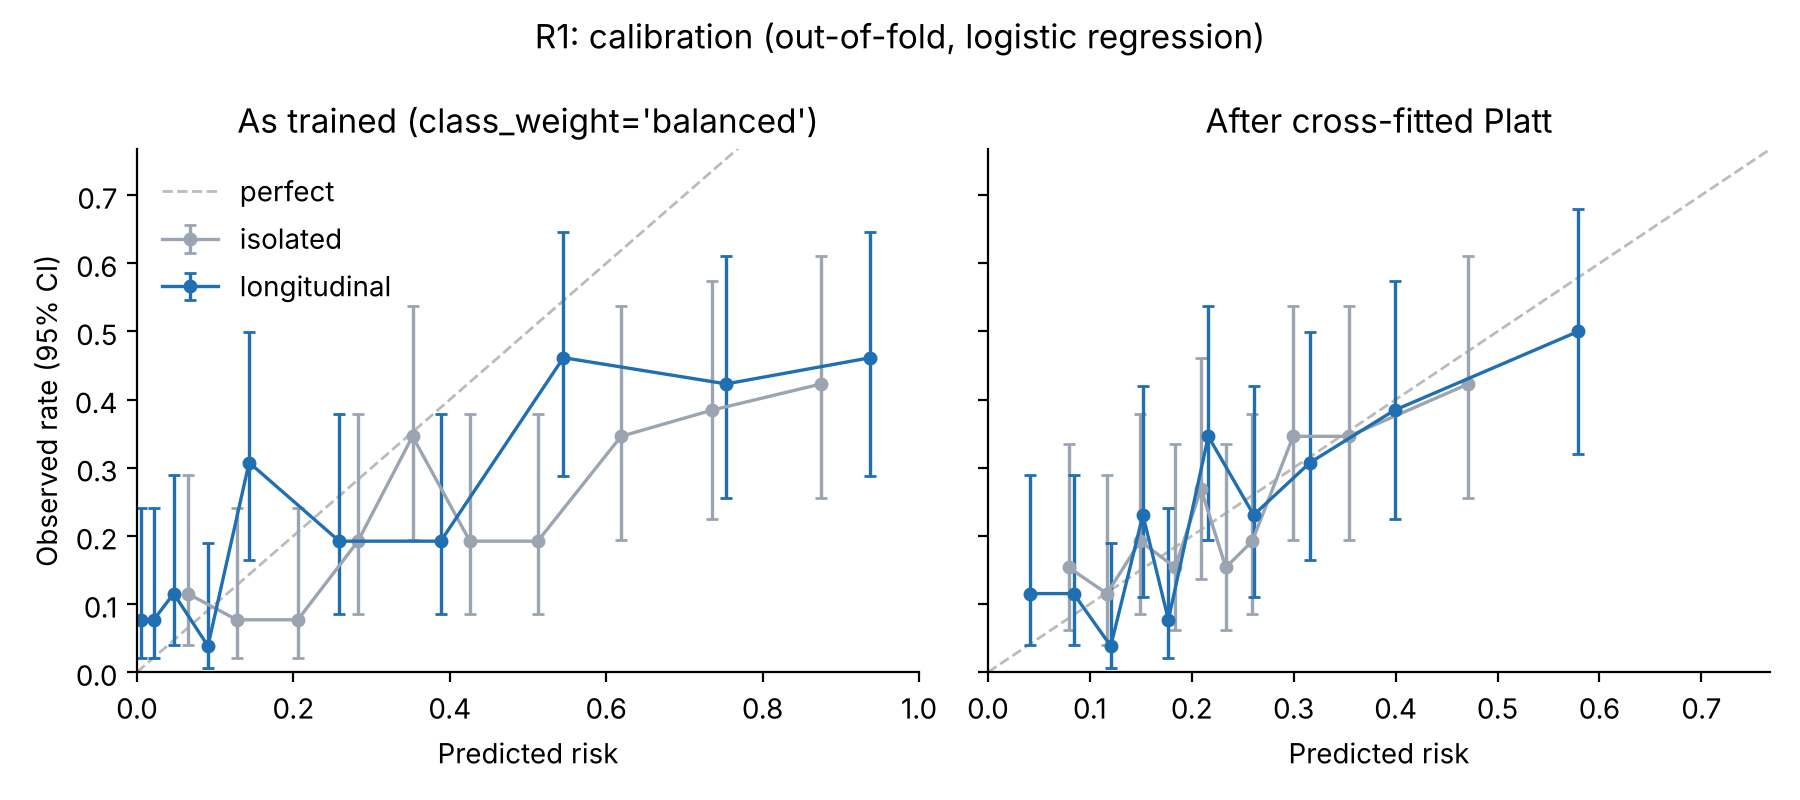 R1: calibration (out-of-fold, logistic regression)
As trained (class_weight='balanced')
perfect
isolated
longitudinal
Observed rate (95% CI)
0.7
0.6
0.5
0.4
0.3
0.2
0.1
0.0
0.0 0.2 0.4 0.6 0.8 1.0
Predicted risk
After cross-fitted Platt
0.0 0.1 0.2 0.3 0.4 0.5 0.6 0.7
Predicted risk